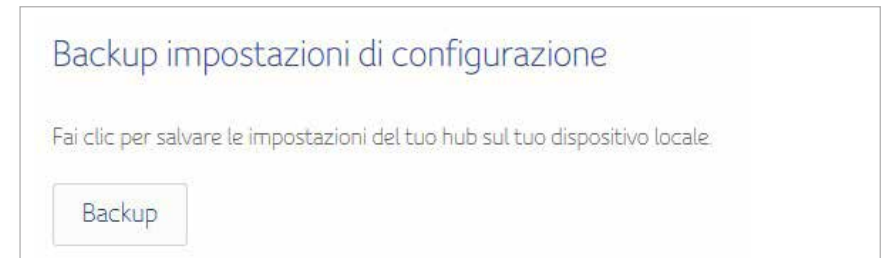 Backup impostazioni di configurazione
Fai clic per salvare le impostazioni del tuo hub sul tuo dispositivo locale.
Backup